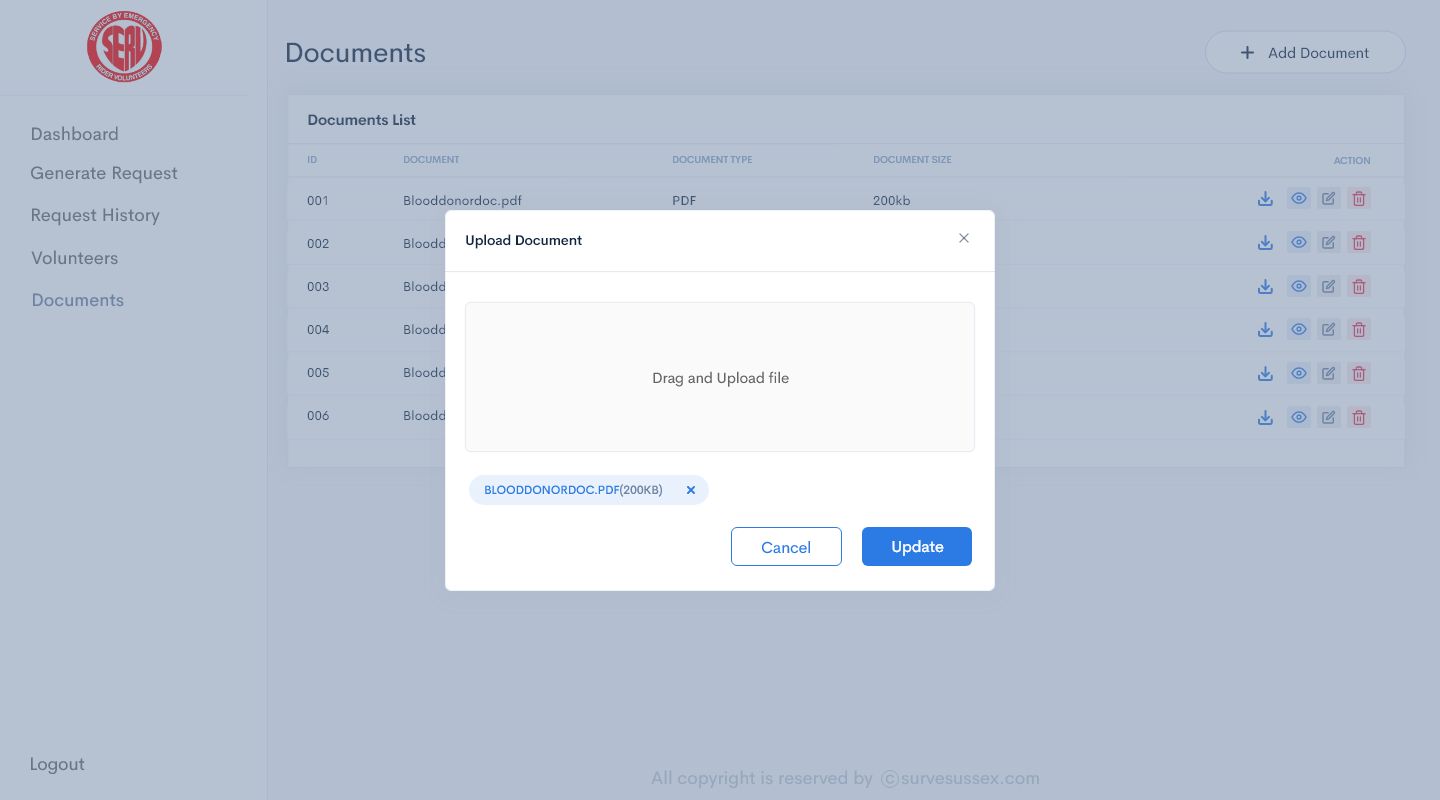 SERVICE BY EMERGENCY
SERV
RIDER VOLUNTEERS
Dashboard
Generate Request
Request History
Volunteers
Documents
Logout
Documents
Add Document
Documents List
ID DOCUMENT DOCUMENT TYPE DOCUMENT SIZE ACTION
001 Blooddonordoc.pdf PDF 200kb
002 Bloodd
003 Bloodd
004 Bloodd
005 Bloodd
006 Bloodd
Upload Document
Drag and Upload file
BLOODDONORDOC.PDF(200KB)
Cancel Update
All copyright is reserved by ©survesussex.com